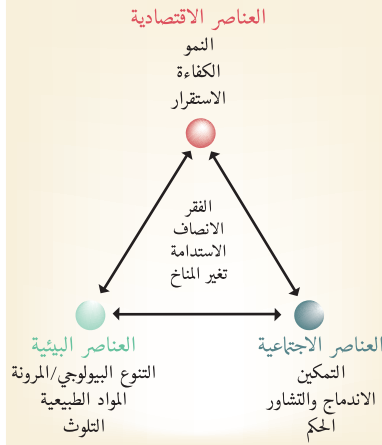 العناصر الاقتصادية
النمو
الكفاءة
الاستقرار
الفقر
الانصاف
الاستدامة
تغير المناخ
العناصر الاجتماعية
التمكين
الاندماج والتشاور
الحكم
العناصر البيئية
التنوع البيولوجي/المرونة
المواد الطبيعية
التلوث